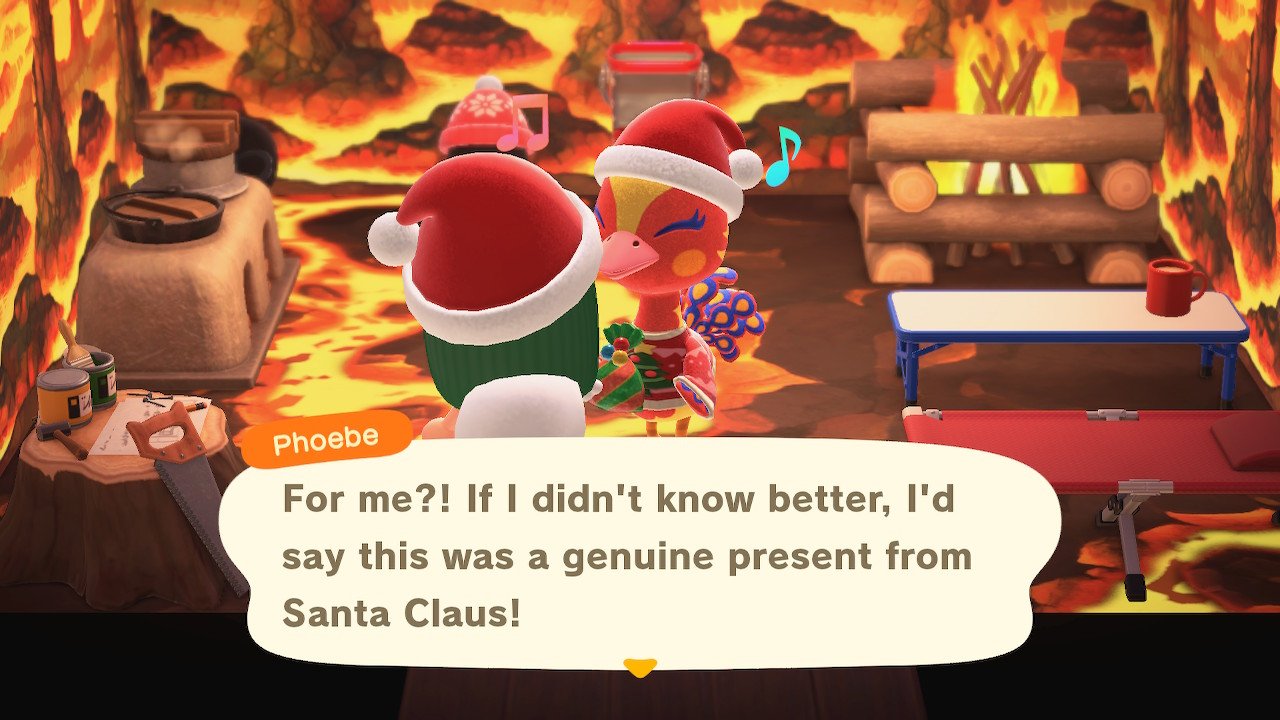 Phoebe
For me?! If I didn't know better, I'd
say this was a genuine present from
Santa Claus!